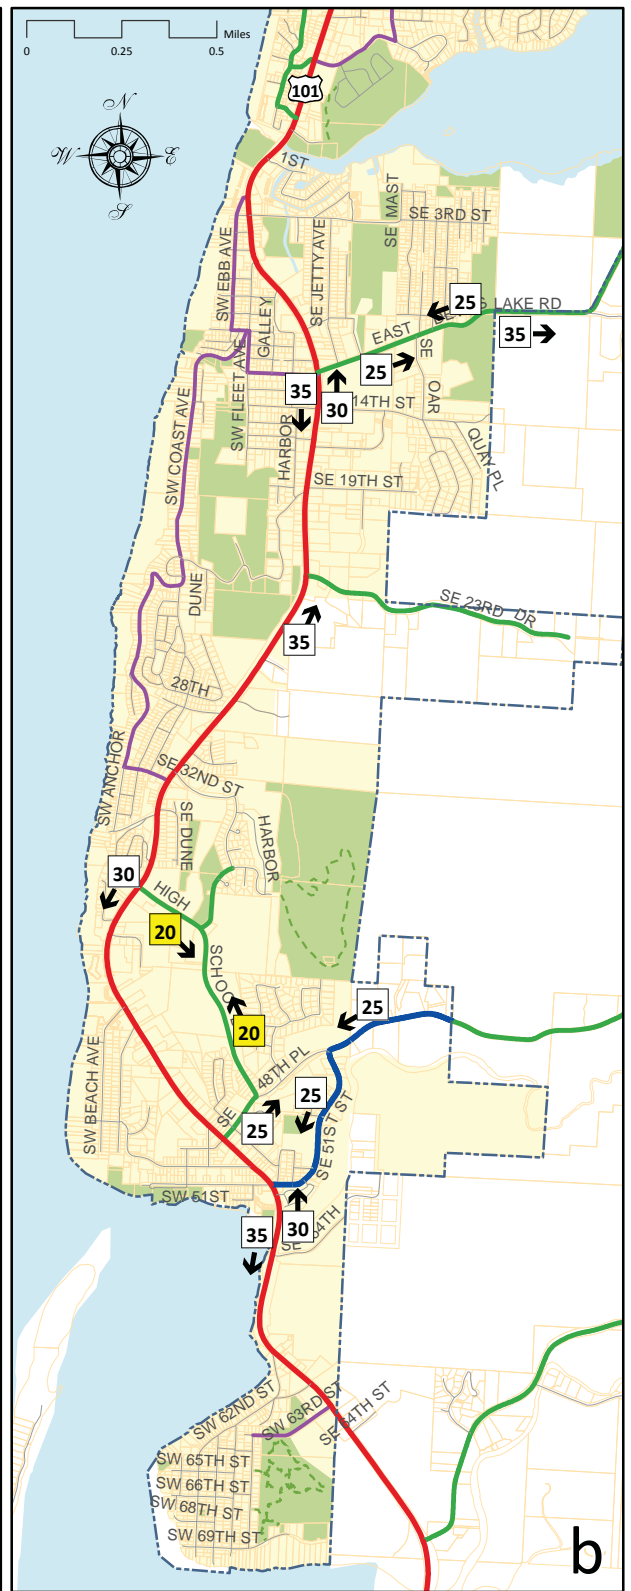 Miles
0 0.25 0.5
N
W E
S
101
1ST
SE MAST
SE 3RD ST
SW EBB AVE
SE JETTY AVE
GALLEY
25
LAKE RD
EAST
35
SE
25
SW FLEET AVE
35
30
14TH ST
OAR
SW COAST AVE
HARBOR
QUAY PL
SE 19TH ST
DUNE
SE 23RD DR
35
28TH
SW ANCHOR
SE 32ND ST
SE DUNE
HARBOR
30
HIGH
20
SCHOO
25
20
SW BEACH AVE
48TH PL
25
SE
25
SE 51ST ST
SW 51ST
35
30
SW 62ND ST
SW 63RD ST
SE 64TH ST
SW 65TH ST
SW 66TH ST
SW 68TH ST
SW 69TH ST
b